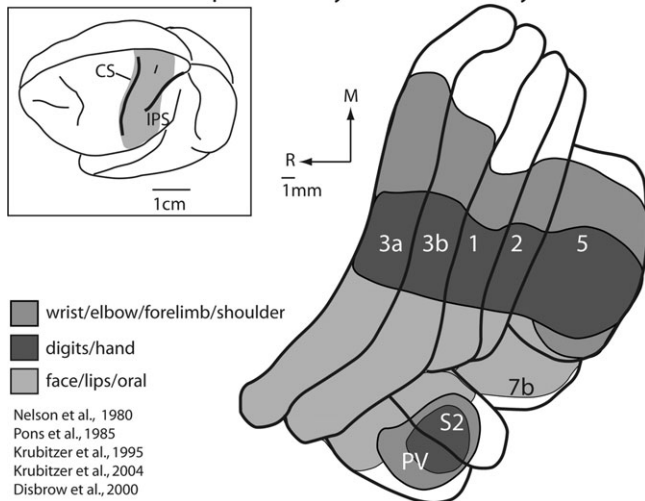 CS
IPS
1cm
M
R
1mm
3a
3b
1
2
5
7b
S2
PV
wrist/elbow/forelimb/shoulder
digits/hand
face/lips/oral
Nelson et al., 1980
Pons et al., 1985
Krubitzer et al., 1995
Krubitzer et al., 2004
Disbrow et al., 2000